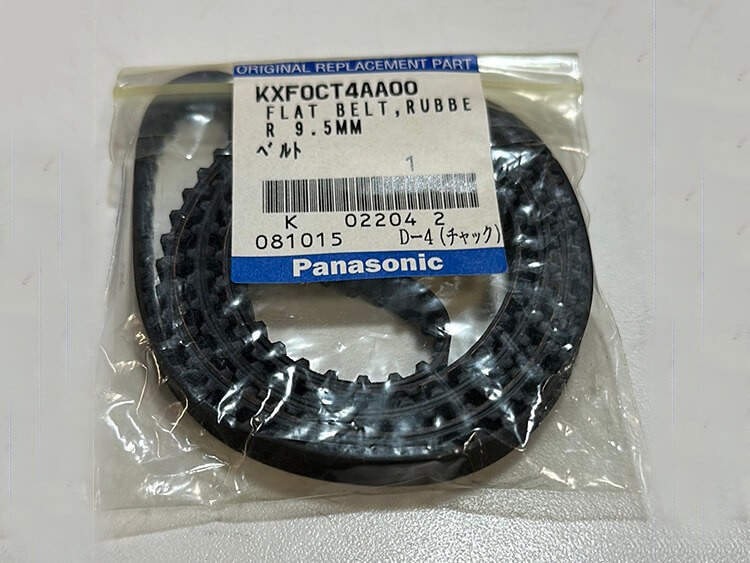 ORIGINAL REPLACEMENT PART
KXF0CT4AA00
FLAT BELT,RUBBE
R 9.5MM
ベルト
1
K 02204 2
081015 D-4(チャック)
Panasonic